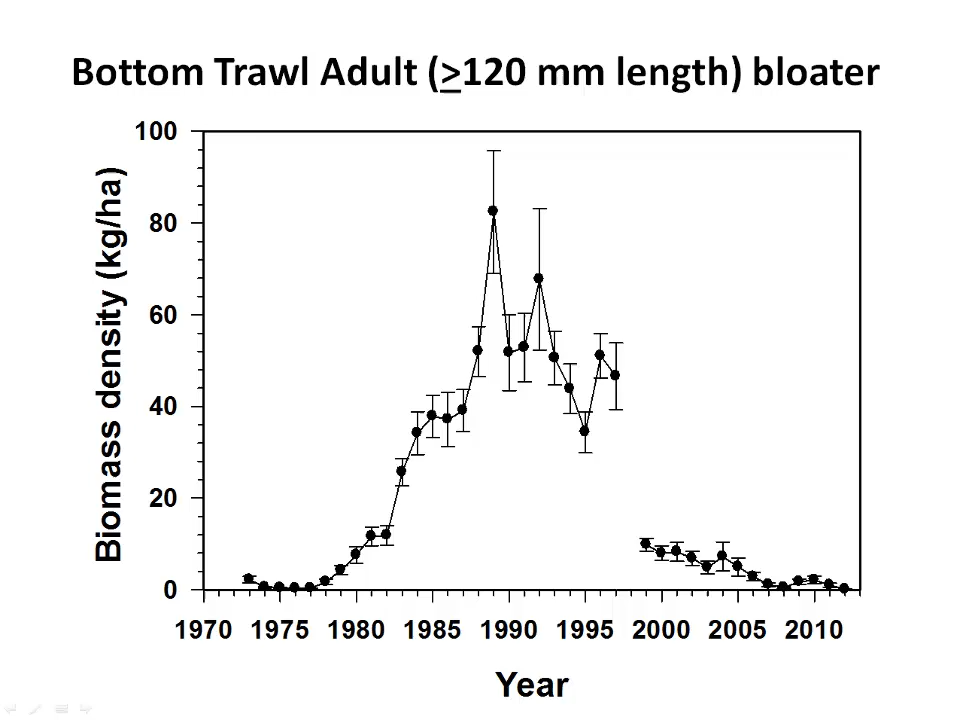 Bottom Trawl Adult (≥120 mm length) bloater
100
80
60
40
20
0
Biomass density (kg/ha)
1970 1975 1980 1985 1990 1995 2000 2005 2010
Year